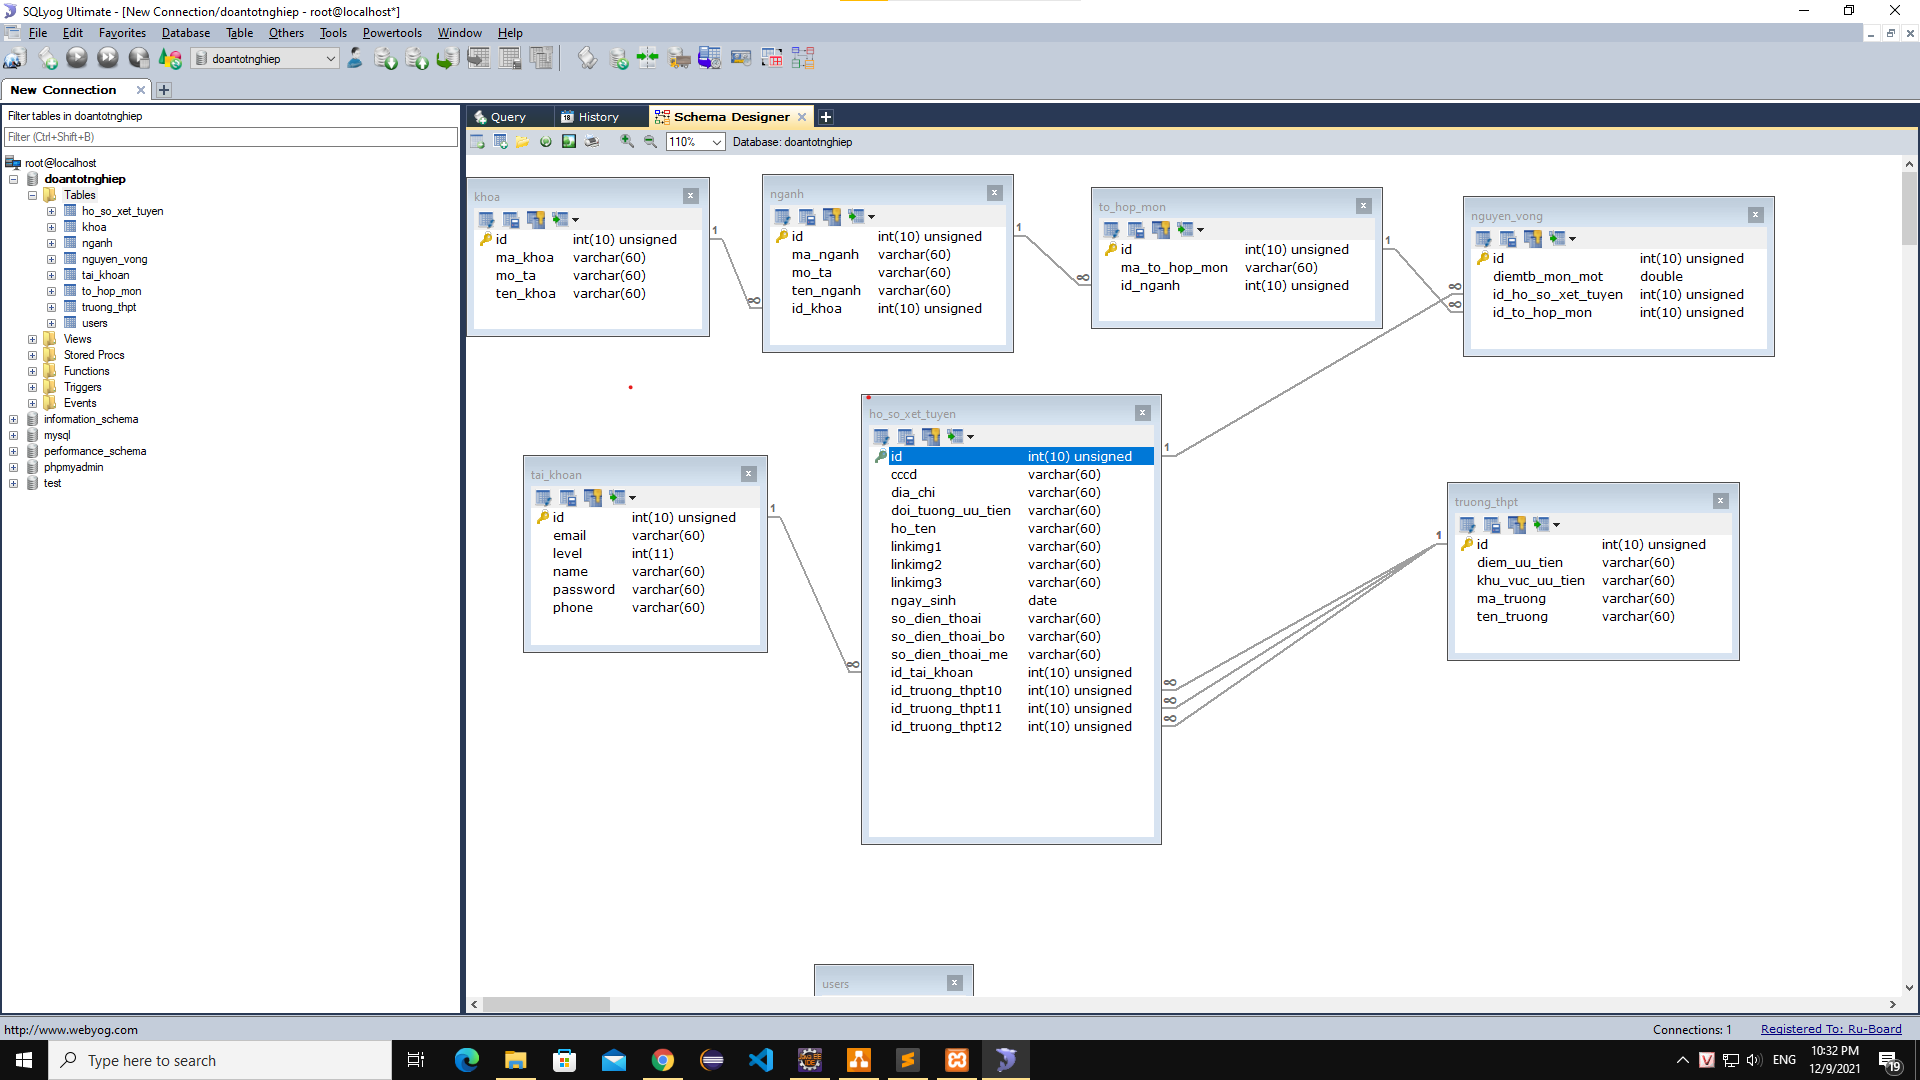 SQLyog Ultimate - [New Connection/doantotnghiep - root@localhost*]
File Edit Favorites Database Table Others Tools Powertools Window Help
doantotnghiep
New Connection
Filter tables in doantotnghiep
Filter (Ctrl+Shift+B)
root@localhost
doantotnghiep
Tables
ho_so_xet_tuyen
khoa
nganh
nguyen_vong
tai_khoan
to_hop_mon
truong_thpt
users
Views
Stored Procs
Functions
Triggers
Events
information_schema
mysql
performance_schema
phpmyadmin
test
Query History Schema Designer
110% Database: doantotnghiep
khoa
id int(10) unsigned
ma_khoa varchar(60)
mo_ta varchar(60)
ten_khoa varchar(60)
1
∞
nganh
id int(10) unsigned
ma_nganh varchar(60)
mo_ta varchar(60)
ten_nganh varchar(60)
id_khoa int(10) unsigned
1
∞
to_hop_mon
id int(10) unsigned
ma_to_hop_mon varchar(60)
id_nganh int(10) unsigned
1
∞
∞
nguyen_vong
id int(10) unsigned
diemtb_mon_mot double
id_ho_so_xet_tuyen int(10) unsigned
id_to_hop_mon int(10) unsigned
tai_khoan
id int(10) unsigned
email varchar(60)
level int(11)
name varchar(60)
password varchar(60)
phone varchar(60)
1
∞
ho_so_xet_tuyen
id int(10) unsigned
cccd varchar(60)
dia_chi varchar(60)
doi_tuong_uu_tien varchar(60)
ho_ten varchar(60)
linkimg1 varchar(60)
linkimg2 varchar(60)
linkimg3 varchar(60)
ngay_sinh date
so_dien_thoai varchar(60)
so_dien_thoai_bo varchar(60)
so_dien_thoai_me varchar(60)
id_tai_khoan int(10) unsigned
id_truong_thpt10 int(10) unsigned
id_truong_thpt11 int(10) unsigned
id_truong_thpt12 int(10) unsigned
1
∞
∞
∞
1
truong_thpt
id int(10) unsigned
diem_uu_tien varchar(60)
khu_vuc_uu_tien varchar(60)
ma_truong varchar(60)
ten_truong varchar(60)
users
http://www.webyog.com
Connections: 1 Registered To: Ru-Board
Type here to search
ENG
10:32 PM
12/9/2021
19